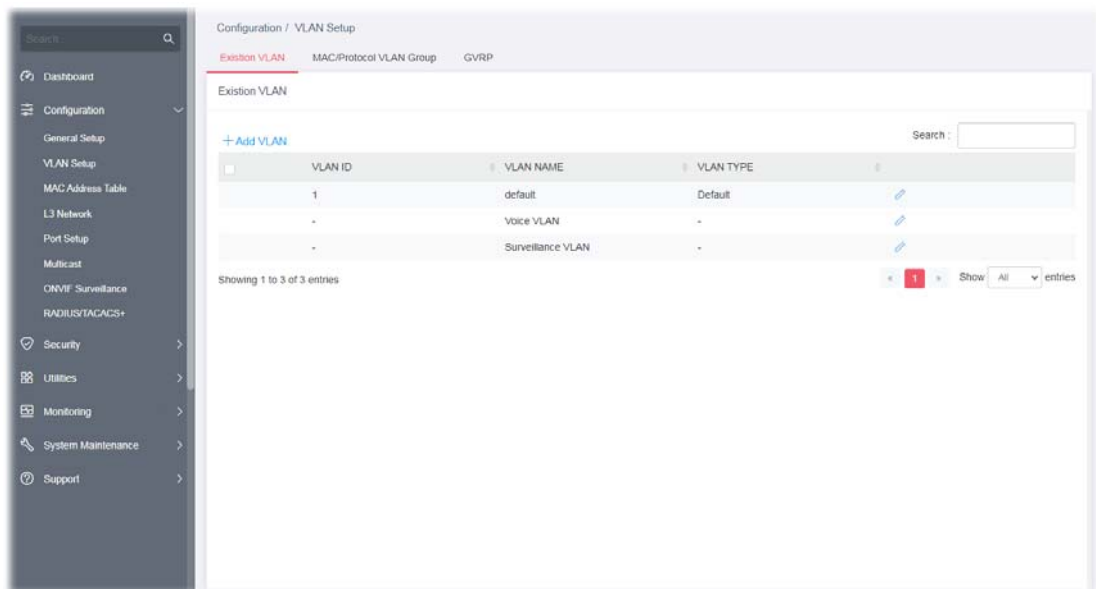 Search
Dashboard
Configuration
General Setup
VLAN Setup
MAC Address Table
L3 Network
Port Setup
Multicast
ONVIF Surveillance
RADIUS/TACACS+
Security
Utilities
Monitoring
System Maintenance
Support
Configuration / VLAN Setup
Existion VLAN MAC/Protocol VLAN Group GVRP
Existion VLAN
+ Add VLAN Search :
VLAN ID VLAN NAME VLAN TYPE
1 default Default
- Voice VLAN -
- Surveillance VLAN -
Showing 1 to 3 of 3 entries « 1 » Show All entries